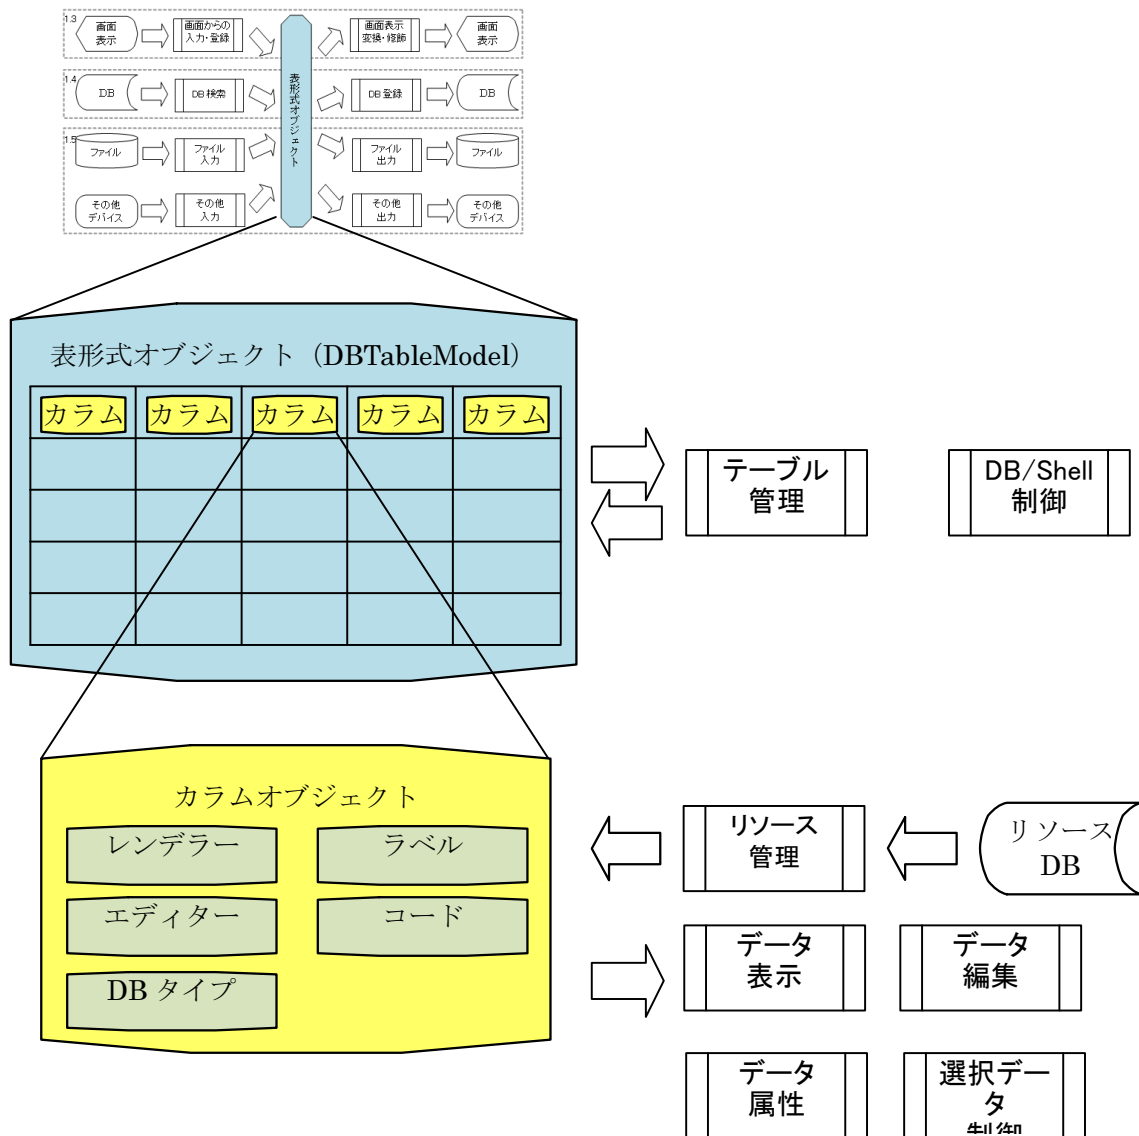 1.3
画面
表示
画面からの
入力・登録
画面表示
変換・修飾
画面
表示
1.4
DB
DB 検索
DB 登録
DB
1.5
ファイル
ファイル
入力
ファイル
出力
ファイル
その他
デバイス
その他
入力
その他
出力
その他
デバイス
表形式オブジェクト
表形式オブジェクト（DBTableModel）
カラム カラム カラム カラム カラム
テーブル
管理
DB/Shell
制御
カラムオブジェクト
レンデラー
ラベル
エディター
コード
DB タイプ
リソース
管理
リソース
DB
データ
表示
データ
編集
データ
属性
選択デー
タ
制御